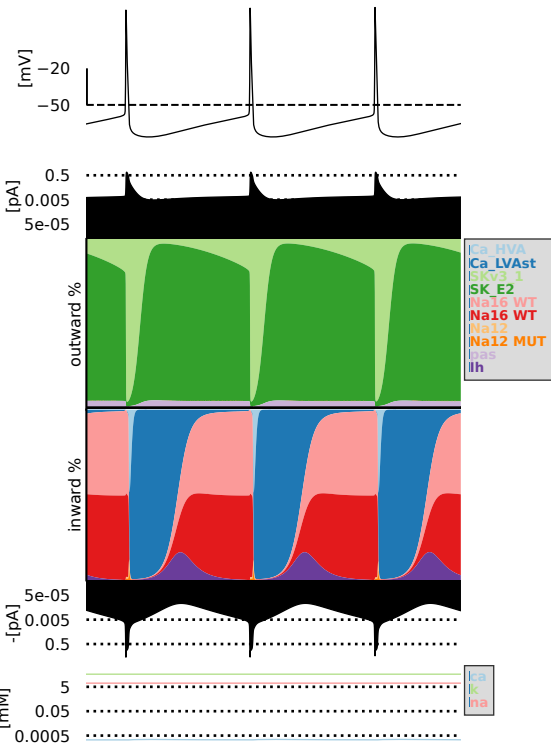 [mV]
−20
−50
[pA]
0.5
0.005
5e-05
outward %
Ca_HVA
Ca_LVAst
SKv3_1
SK_E2
Na16 WT
Na16 WT
Na12
Na12 MUT
pas
Ih
inward %
-[pA]
5e-05
0.005
0.5
[mM]
5
0.05
0.0005
ca
k
na